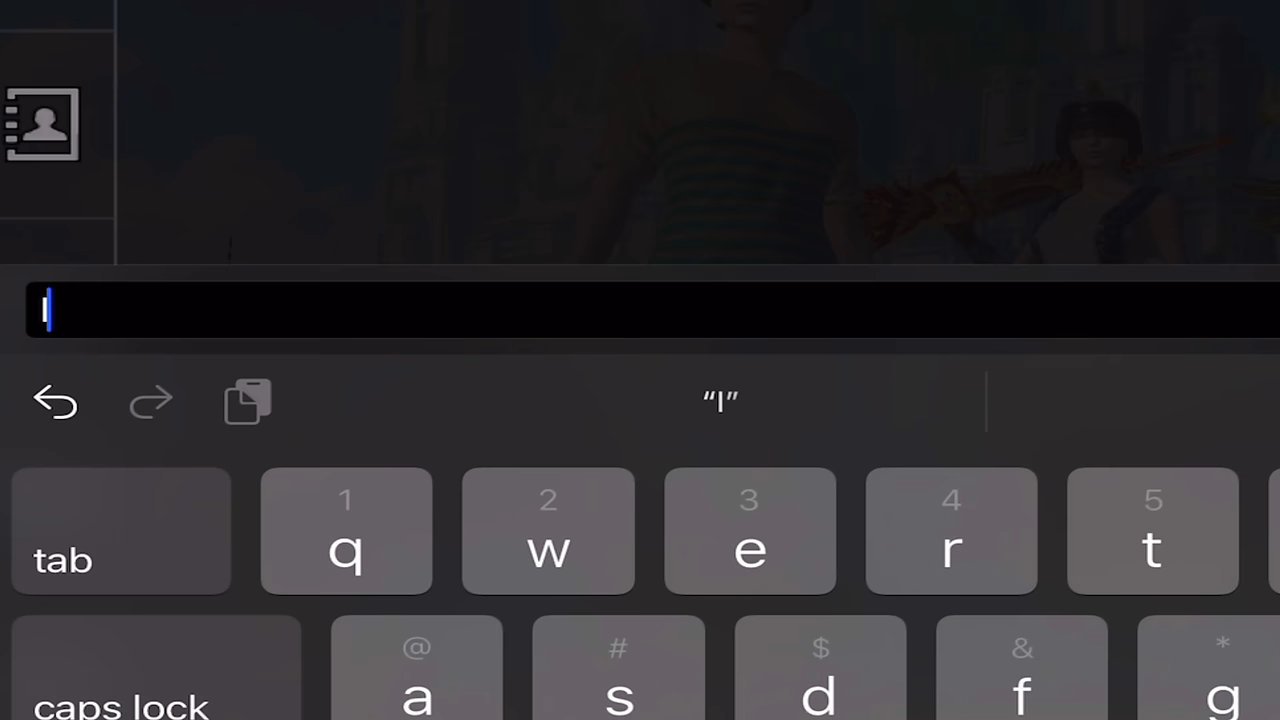 I
“I”
1 2 3 4 5
tab q w e r t
@ # $ & *
caps lock a s d f g